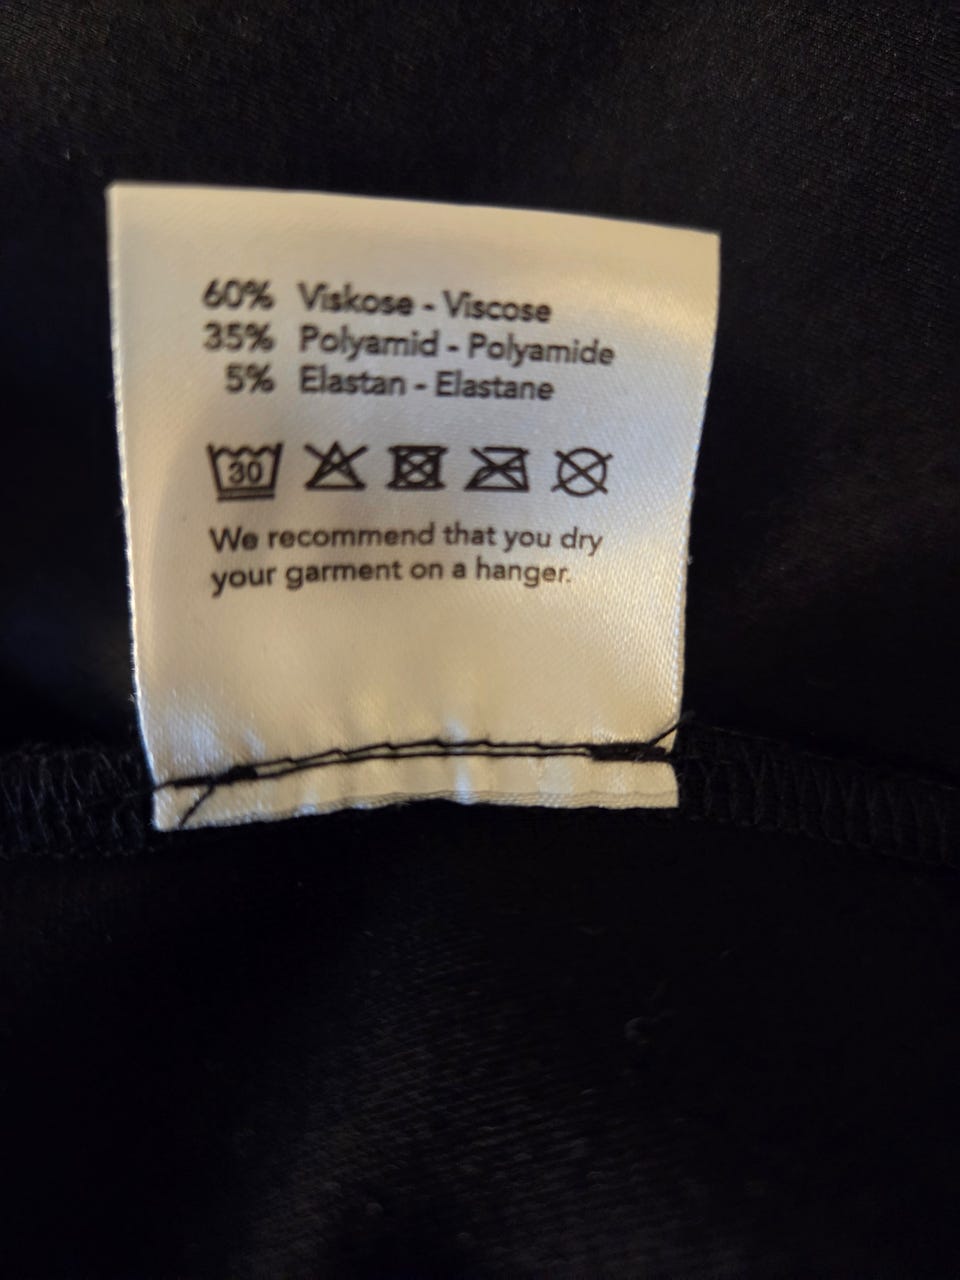 60% Viskose - Viscose
35% Polyamid - Polyamide
5% Elastan - Elastane
30
We recommend that you dry
your garment on a hanger.